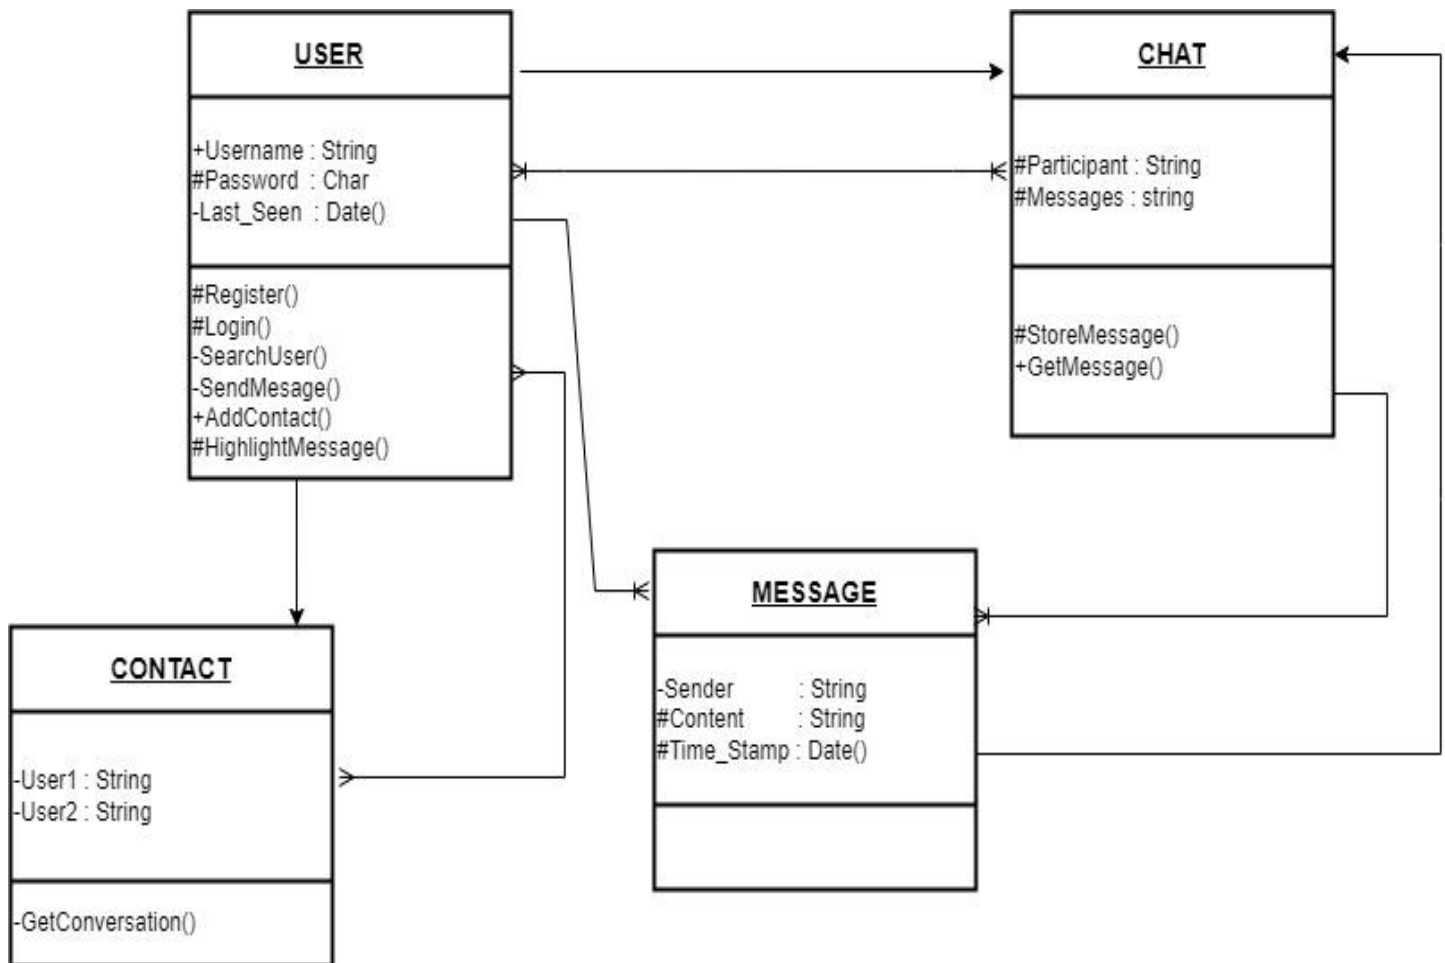 USER
+Username : String
#Password : Char
-Last_Seen : Date()
#Register()
#Login()
-SearchUser()
-SendMesage()
+AddContact()
#HighlightMessage()
CHAT
#Participant : String
#Messages : string
#StoreMessage()
+GetMessage()
CONTACT
-User1 : String
-User2 : String
-GetConversation()
MESSAGE
-Sender : String
#Content : String
#Time_Stamp : Date()